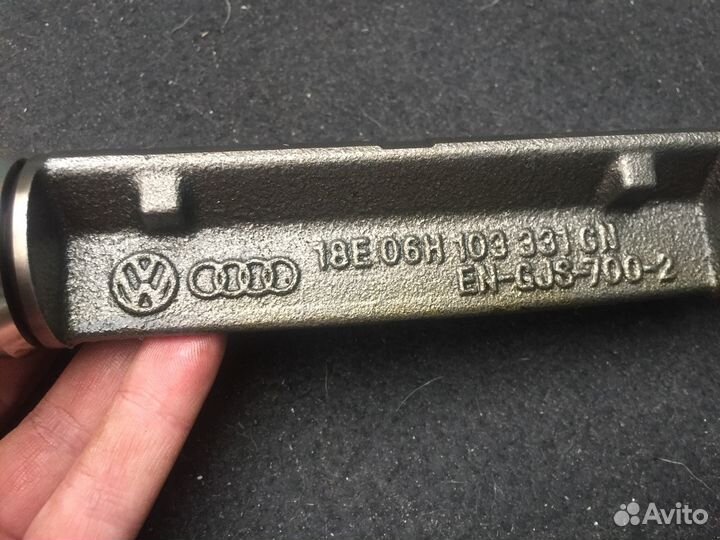 18E 06H 103 331 GN
EN-GJS-700-2
Avito